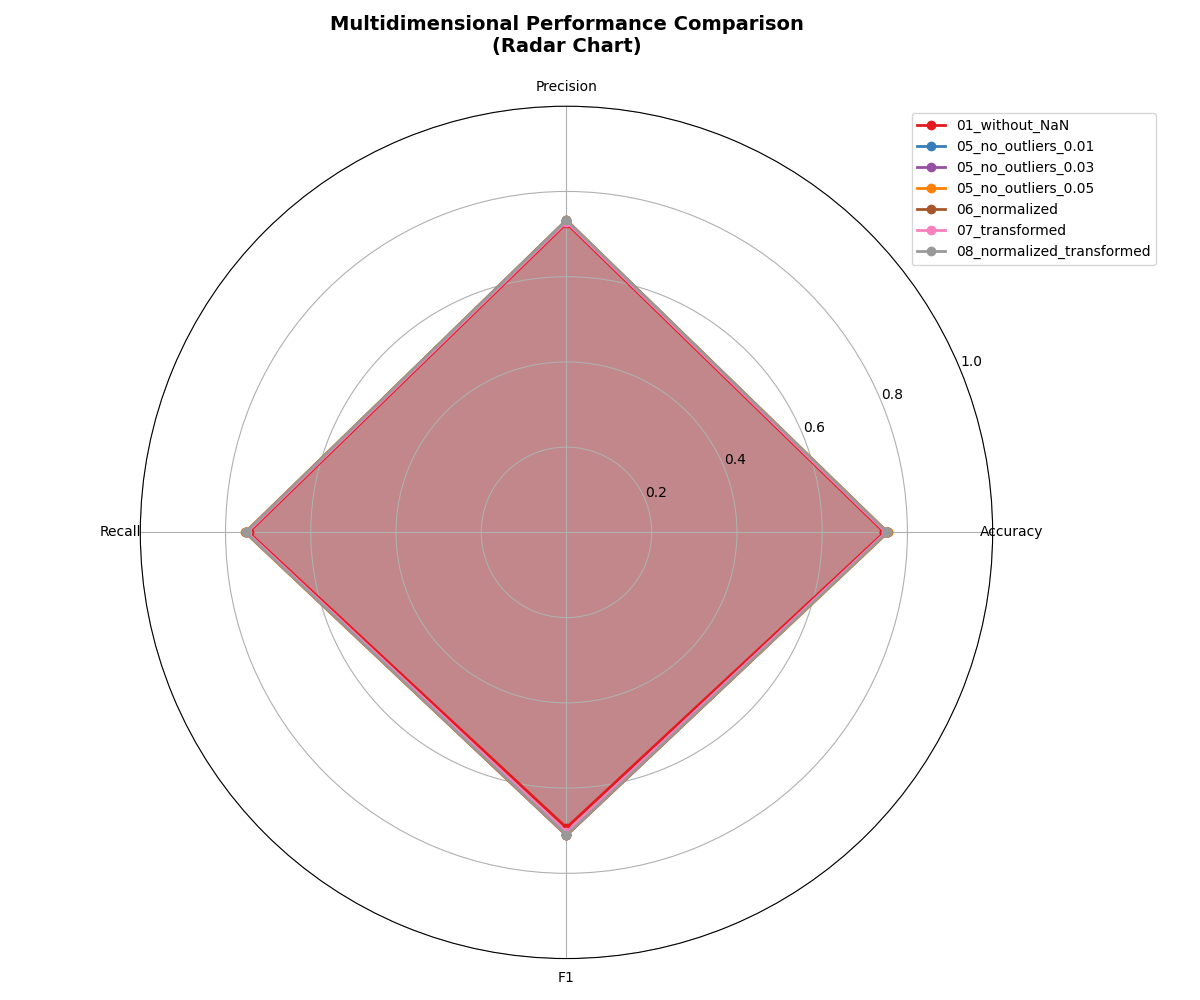 Multidimensional Performance Comparison
(Radar Chart)
Precision
01_without_NaN
05_no_outliers_0.01
05_no_outliers_0.03
05_no_outliers_0.05
06_normalized
07_transformed
08_normalized_transformed
1.0
0.8
0.6
0.4
0.2
Recall
Accuracy
F1